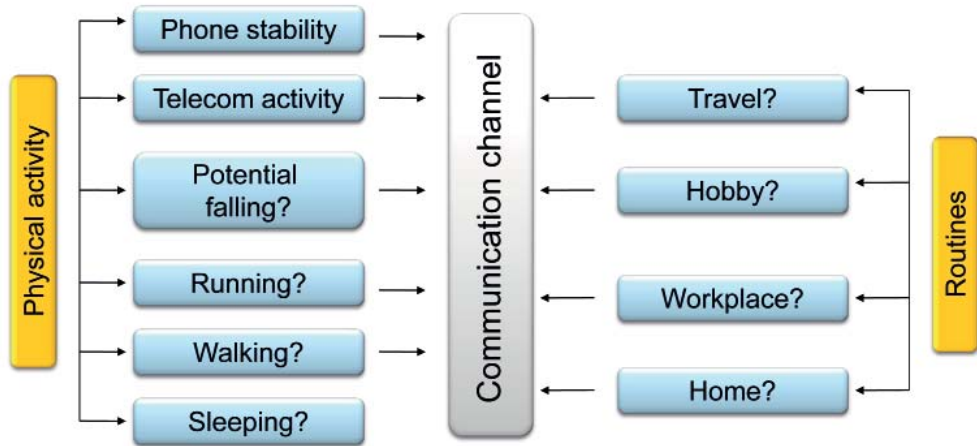 Physical activity
Phone stability
Telecom activity
Potential
falling?
Running?
Walking?
Sleeping?
Communication channel
Travel?
Hobby?
Workplace?
Home?
Routines